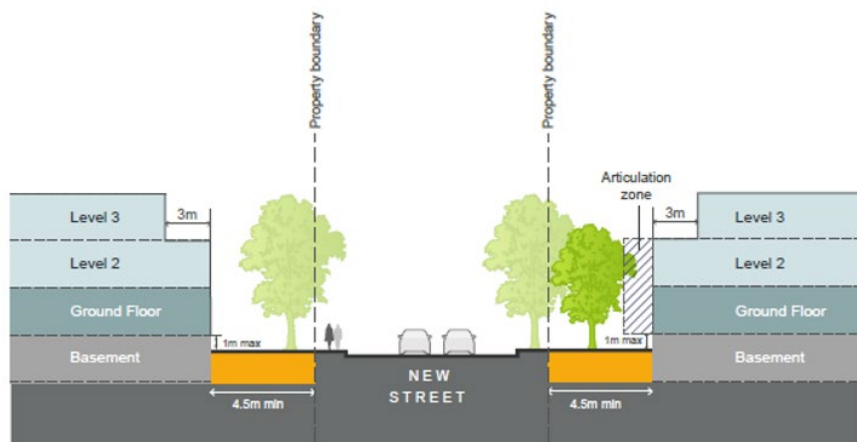 Property boundary
Property boundary
Articulation
zone
Level 3
3m
3m
Level 3
Level 2
Level 2
Ground Floor
Ground Floor
1m max
1m max
Basement
Basement
NEW
STREET
4.5m min
4.5m min